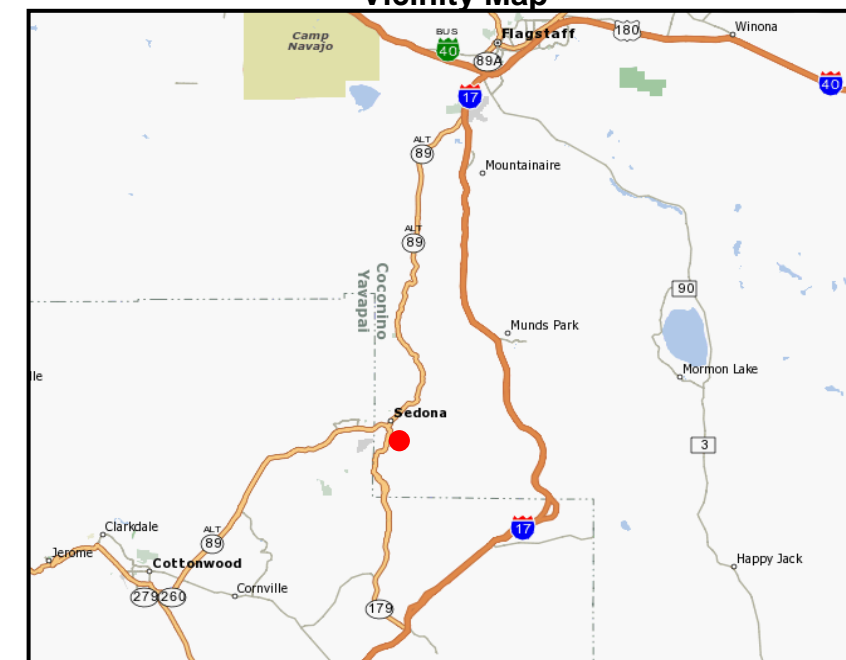 Vicinity Map
Camp
Navajo
BUS
40
Flagstaff
180
Winona
89A
40
17
ALT
89
Mountainaire
ALT
89
Coconino
Yavapai
90
Munds Park
lle
Mormon Lake
Sedona
3
Clarkdale
ALT
89
17
Jerome
Cottonwood
Happy Jack
Cornville
279
260
179